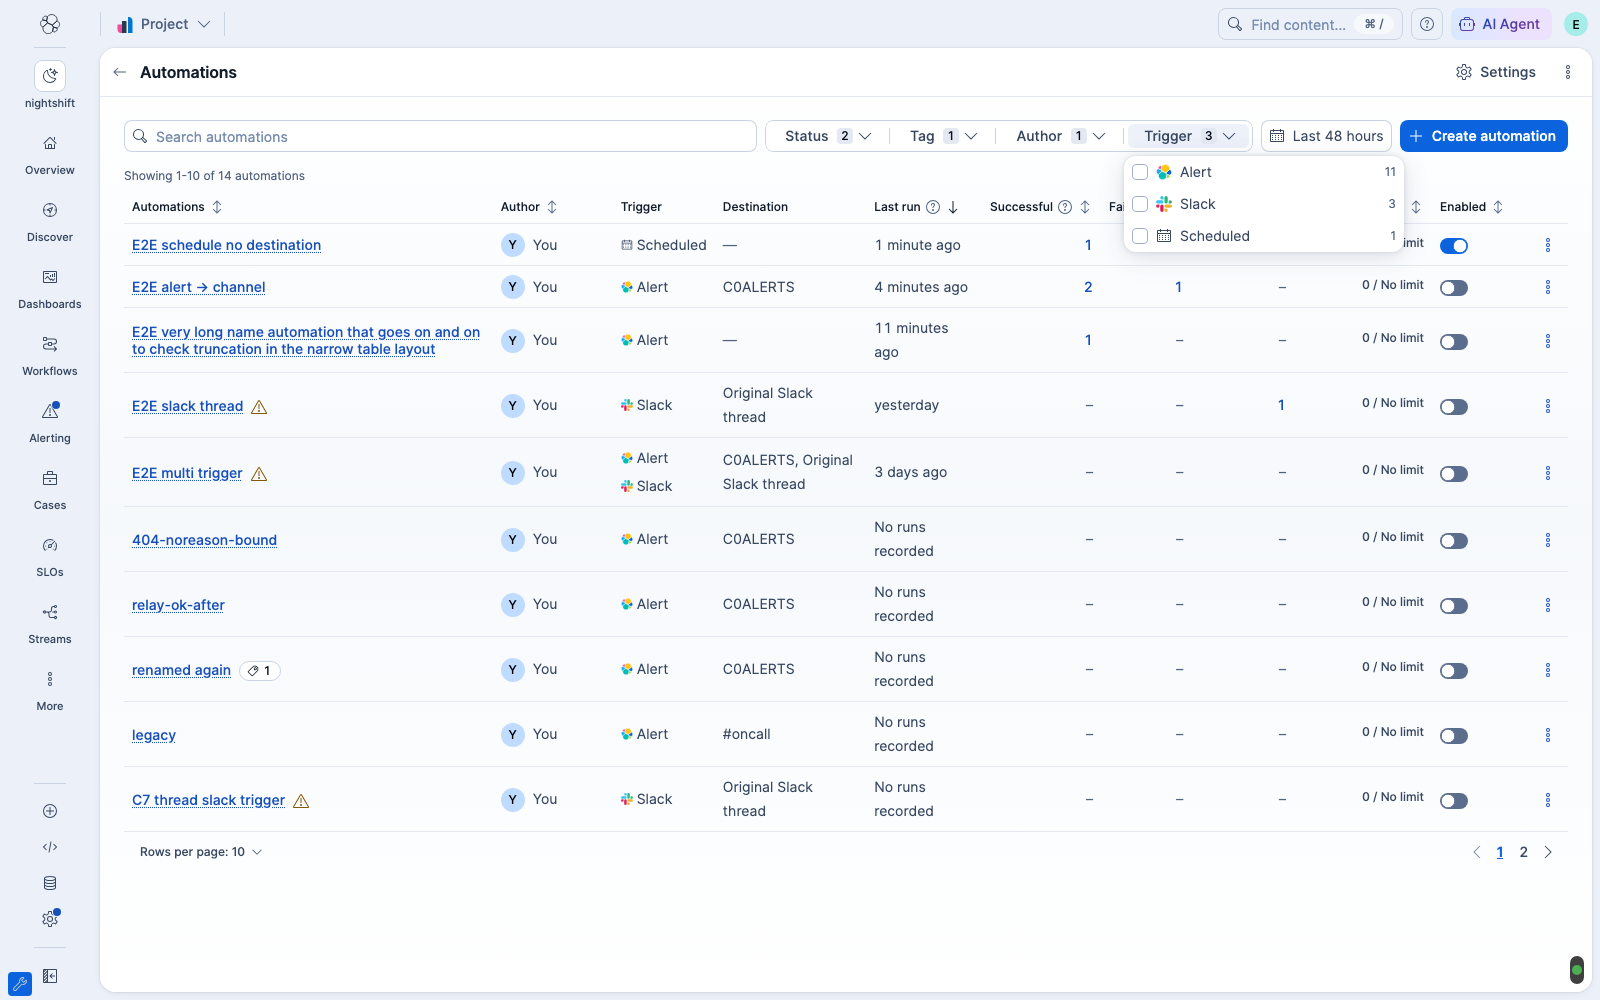 Project
Find content...
⌘ /
AI Agent
E
nightshift
Overview
Discover
Dashboards
Workflows
Alerting
Cases
SLOs
Streams
More
Automations
Settings
Search automations
Status 2
Tag 1
Author 1
Trigger 3
Last 48 hours
Create automation
Alert 11
Slack 3
Scheduled 1
Showing 1-10 of 14 automations
Automations Author Trigger Destination Last run Successful Enabled
E2E schedule no destination Y You Scheduled — 1 minute ago 1
E2E alert → channel Y You Alert C0ALERTS 4 minutes ago 2 1 – 0 / No limit
E2E very long name automation that goes on and on
to check truncation in the narrow table layout
Y You Alert — 11 minutes
ago
1 – – 0 / No limit
E2E slack thread Y You Slack Original Slack
thread
yesterday – – 1 0 / No limit
E2E multi trigger Y You Alert
Slack
C0ALERTS, Original
Slack thread
3 days ago – – – 0 / No limit
404-noreason-bound Y You Alert C0ALERTS No runs
recorded
– – – 0 / No limit
relay-ok-after Y You Alert C0ALERTS No runs
recorded
– – – 0 / No limit
renamed again 1 Y You Alert C0ALERTS No runs
recorded
– – – 0 / No limit
legacy Y You Alert #oncall No runs
recorded
– – – 0 / No limit
C7 thread slack trigger Y You Slack Original Slack
thread
No runs
recorded
– – – 0 / No limit
Rows per page: 10
1 2